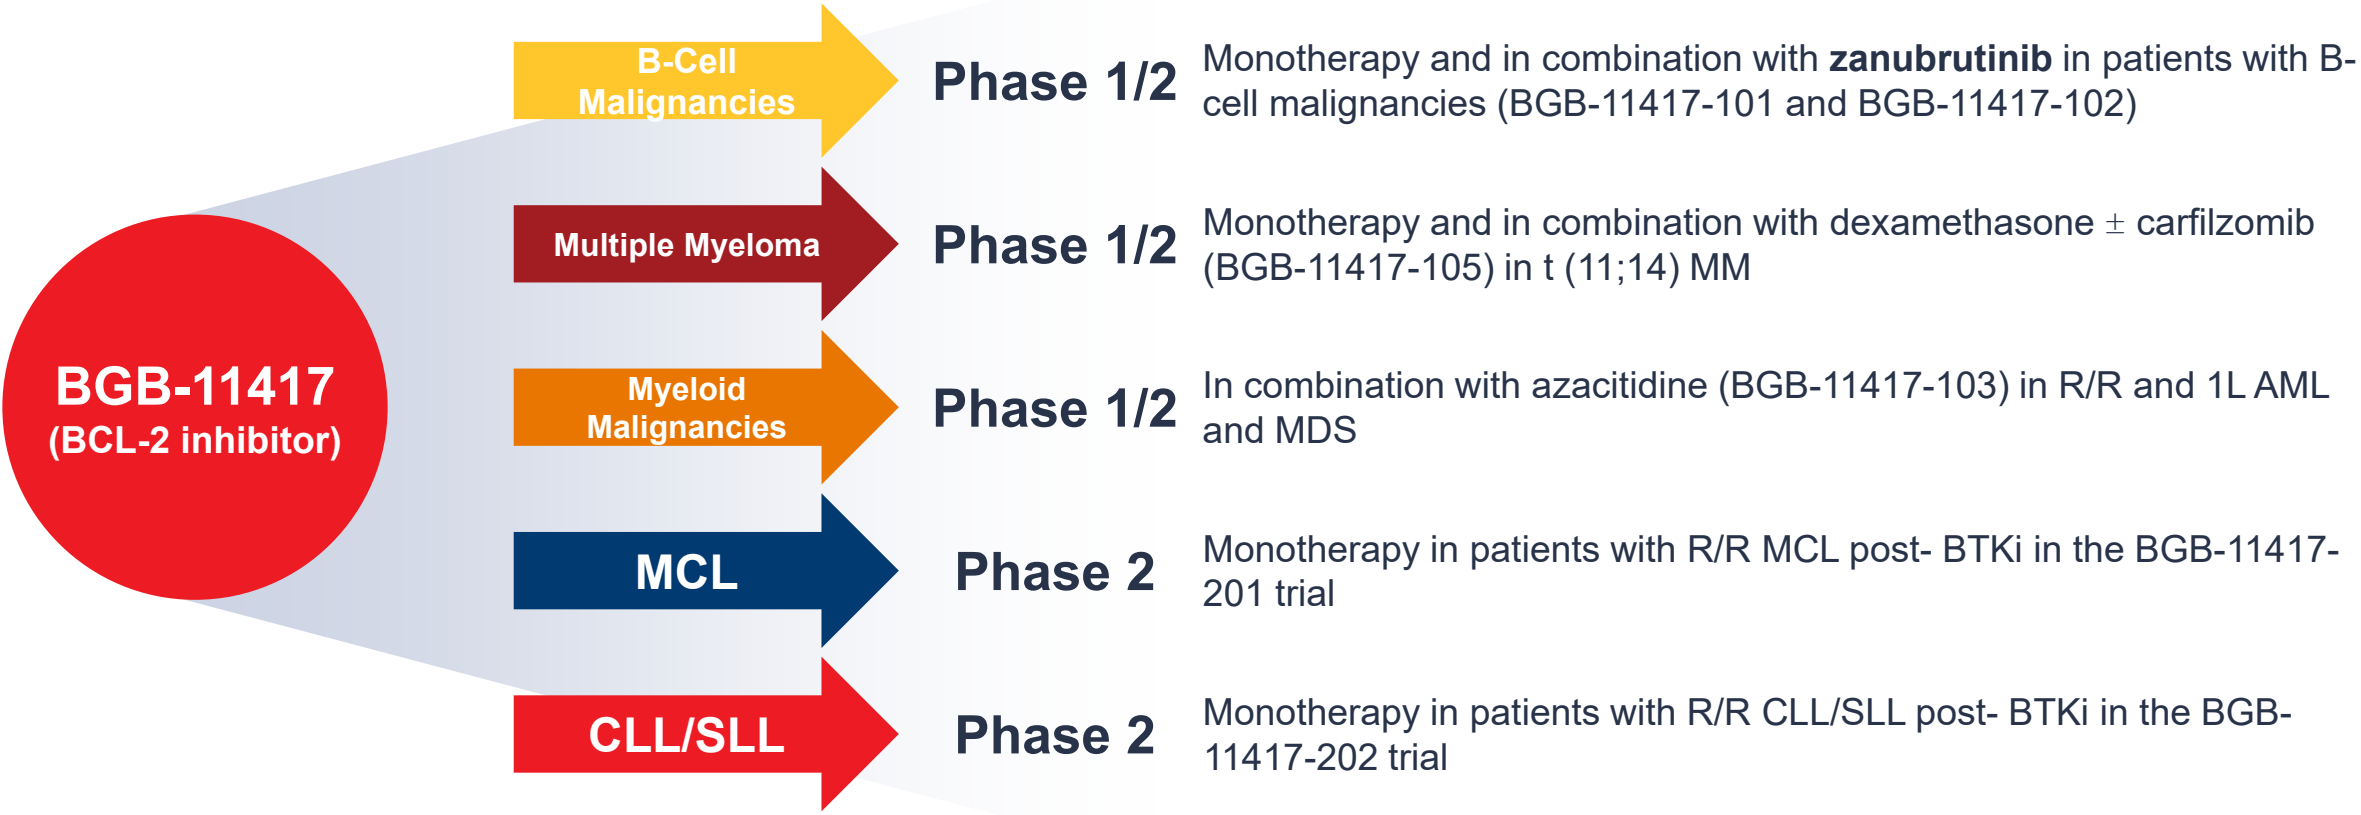 BGB-11417
(BCL-2 inhibitor)
B-Cell
Malignancies
Phase 1/2
Monotherapy and in combination with zanubrutinib in patients with B-
cell malignancies (BGB-11417-101 and BGB-11417-102)
Multiple Myeloma
Phase 1/2
Monotherapy and in combination with dexamethasone ± carfilzomib
(BGB-11417-105) in t (11;14) MM
Myeloid
Malignancies
Phase 1/2
In combination with azacitidine (BGB-11417-103) in R/R and 1L AML
and MDS
MCL
Phase 2
Monotherapy in patients with R/R MCL post- BTKi in the BGB-11417-
201 trial
CLL/SLL
Phase 2
Monotherapy in patients with R/R CLL/SLL post- BTKi in the BGB-
11417-202 trial